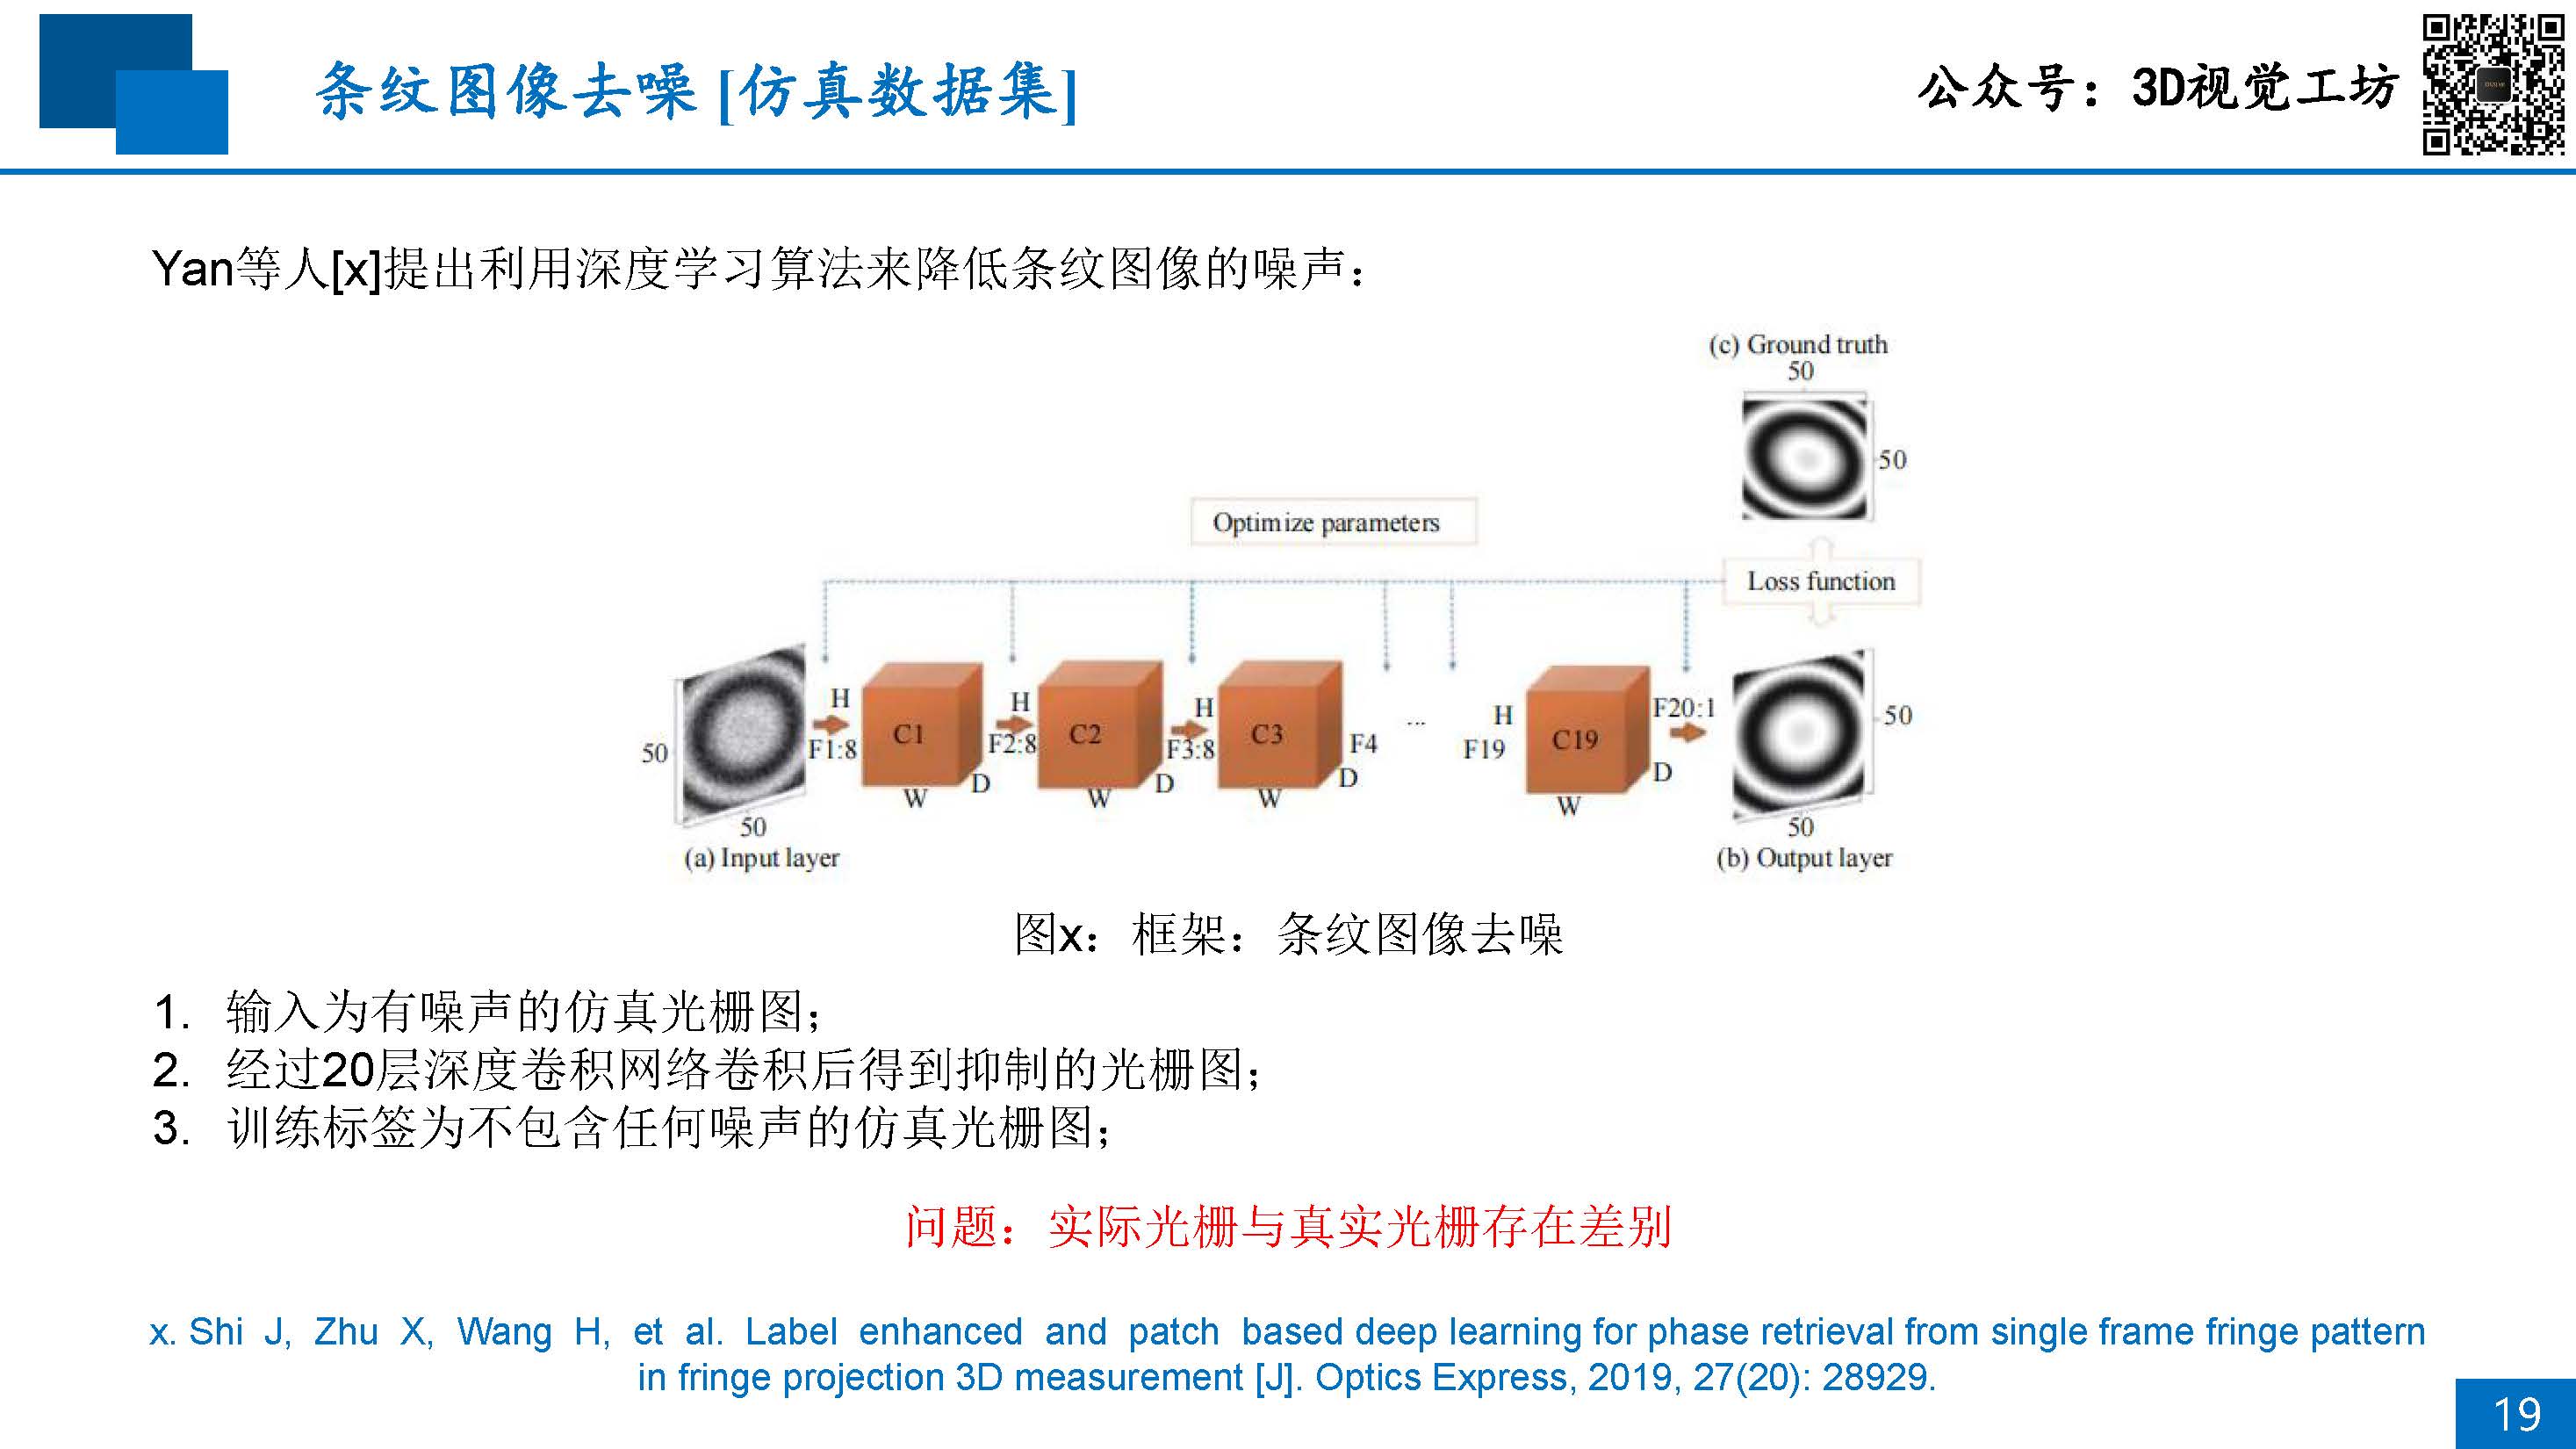 条纹图像去噪 [仿真数据集]
公众号：3D视觉工坊
Yan等人[x]提出利用深度学习算法来降低条纹图像的噪声：
(c) Ground truth
50
50
Optimize parameters
Loss function
H
H
H
H
F20:1
C1
C2
C3
...
C19
50
50
F1:8
F2:8
F3:8
F4
F19
D
D
D
D
W
W
W
W
50
50
(a) Input layer
(b) Output layer
图x：框架：条纹图像去噪
1. 输入为有噪声的仿真光栅图；
2. 经过20层深度卷积网络卷积后得到抑制的光栅图；
3. 训练标签为不包含任何噪声的仿真光栅图；
问题：实际光栅与真实光栅存在差别
x. Shi J, Zhu X, Wang H, et al. Label enhanced and patch based deep learning for phase retrieval from single frame fringe pattern
in fringe projection 3D measurement [J]. Optics Express, 2019, 27(20): 28929.
19